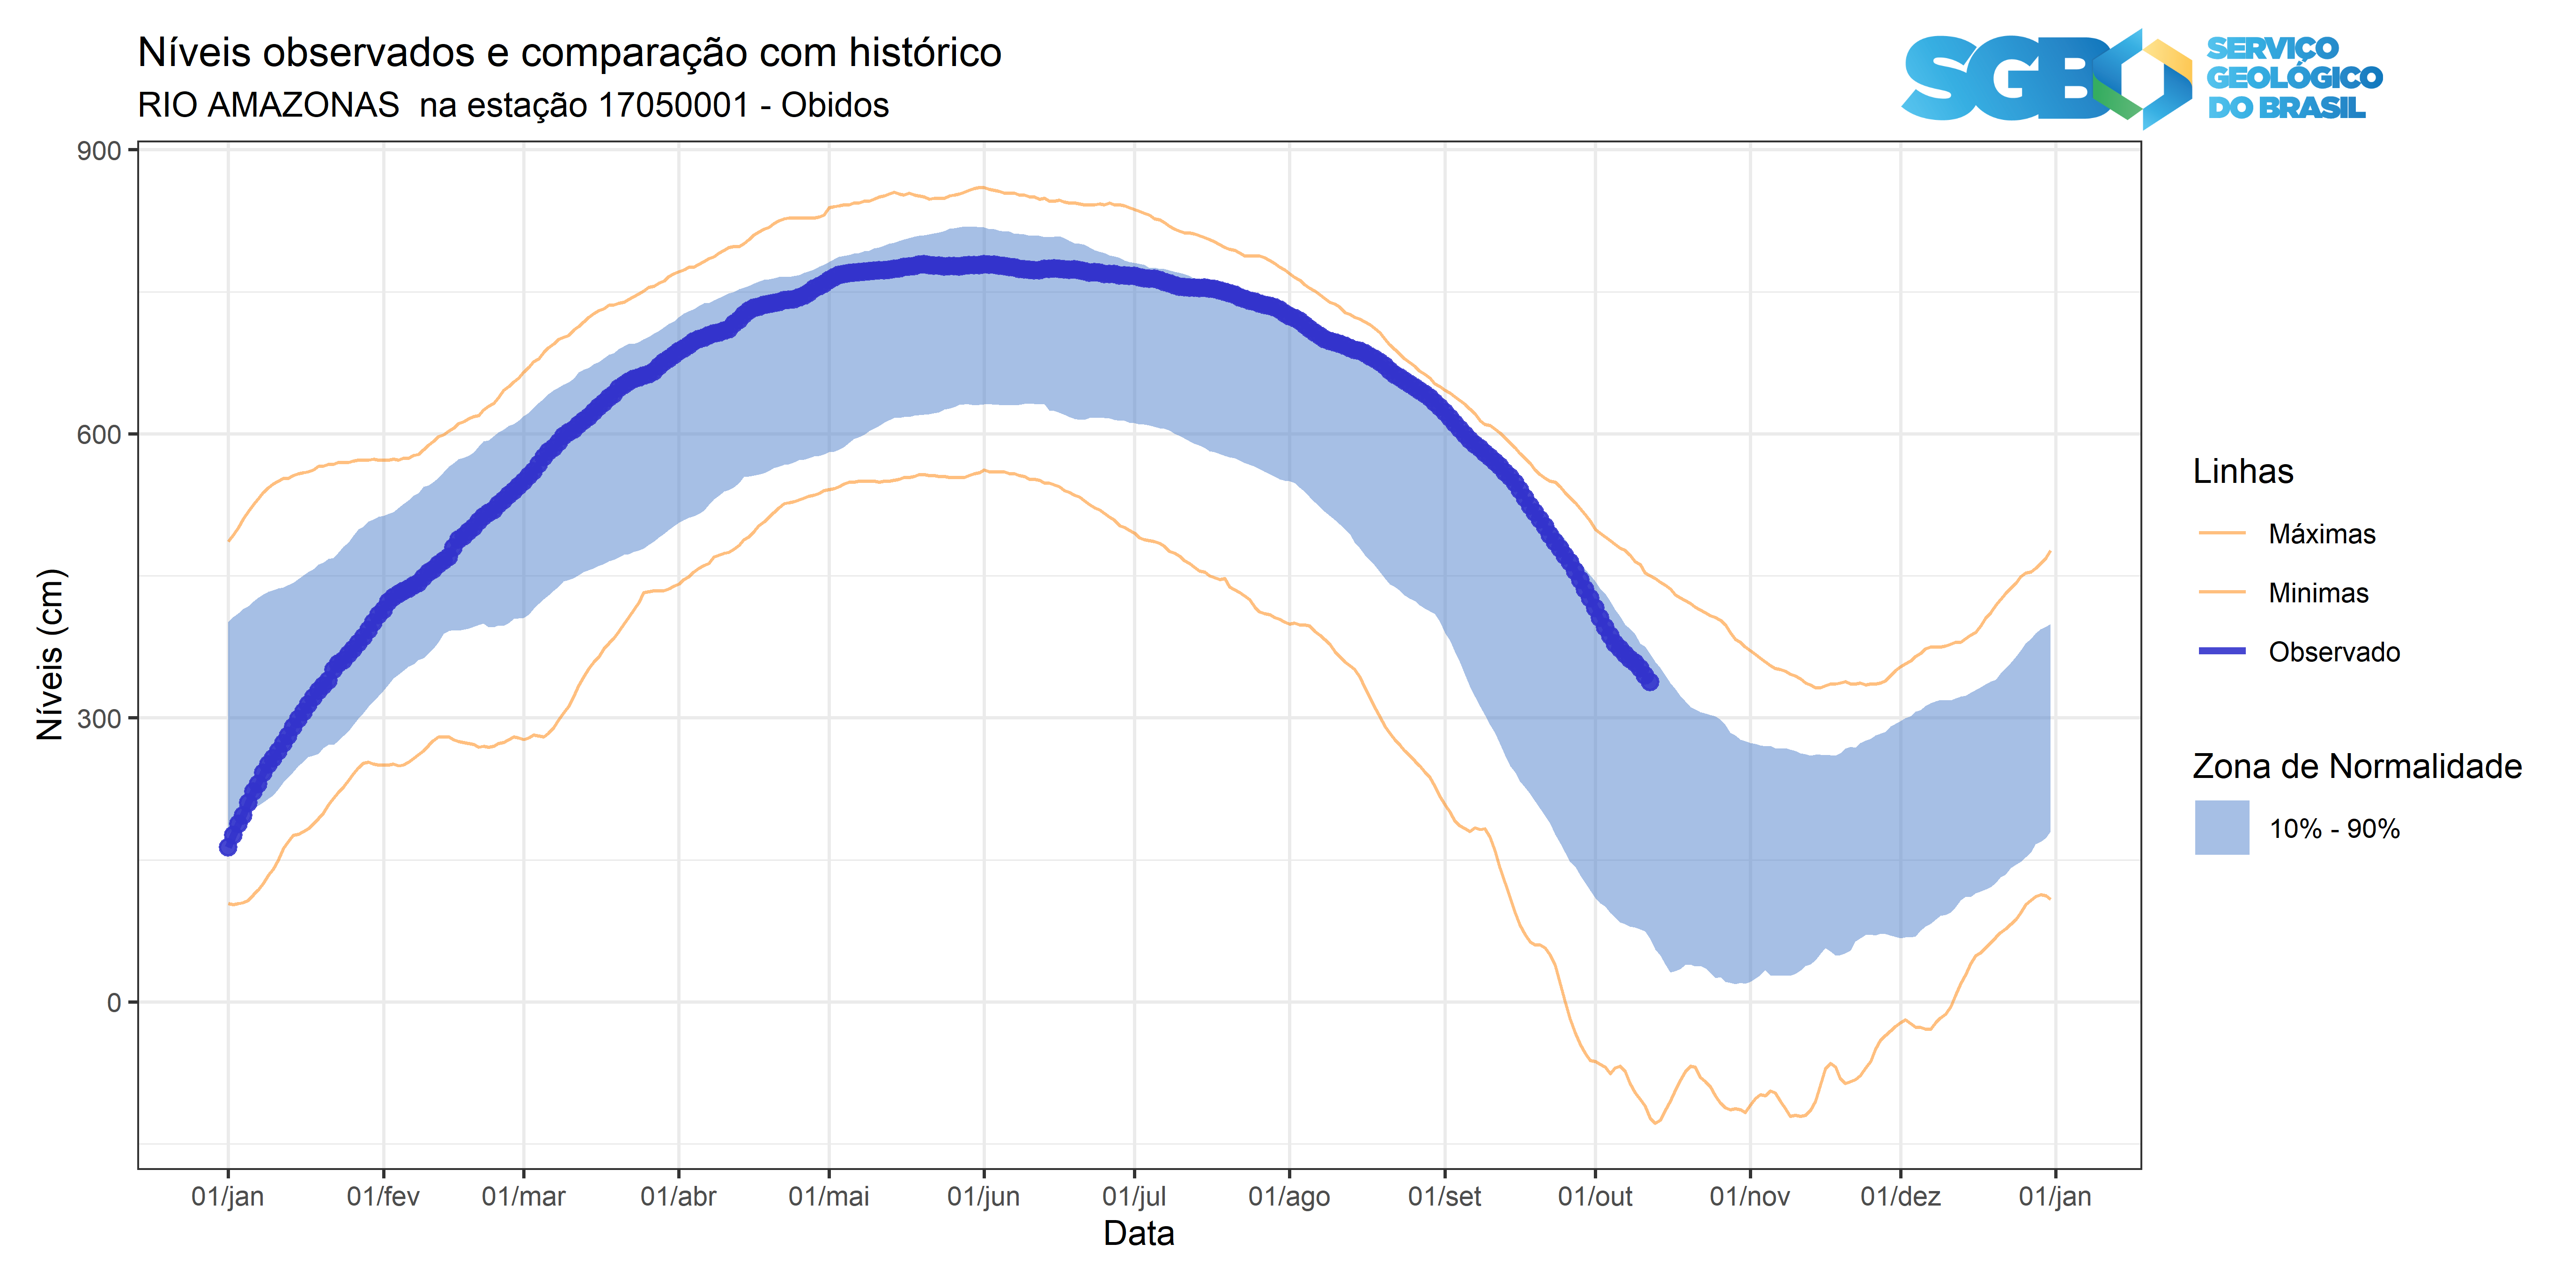 Níveis observados e comparação com histórico
RIO AMAZONAS  na estação 17050001 - Obidos
SGB
SERVIÇO
GEOLÓGICO
DO BRASIL
900
600
300
0
Níveis (cm)
01/jan 01/fev 01/mar 01/abr 01/mai 01/jun 01/jul 01/ago 01/set 01/out 01/nov 01/dez 01/jan
Data
Linhas
Máximas
Minimas
Observado
Zona de Normalidade
10% - 90%